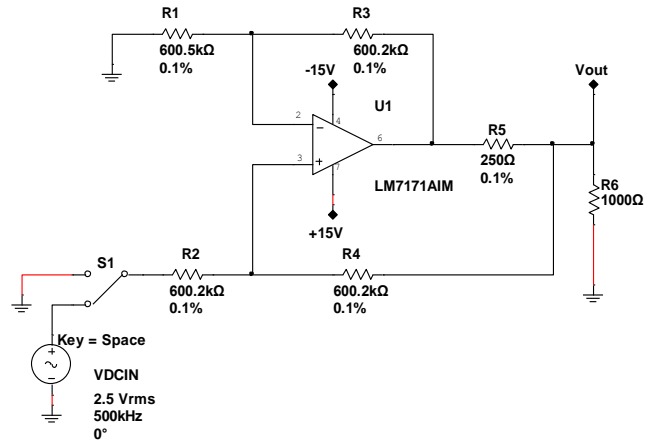 R1
600.5kΩ
0.1%
R3
600.2kΩ
0.1%
-15V
U1
4
2
3
6
7
LM7171AIM
+15V
R5
250Ω
0.1%
Vout
R6
1000Ω
S1
R2
600.2kΩ
0.1%
R4
600.2kΩ
0.1%
Key = Space
VDCIN
2.5 Vrms
500kHz
0°